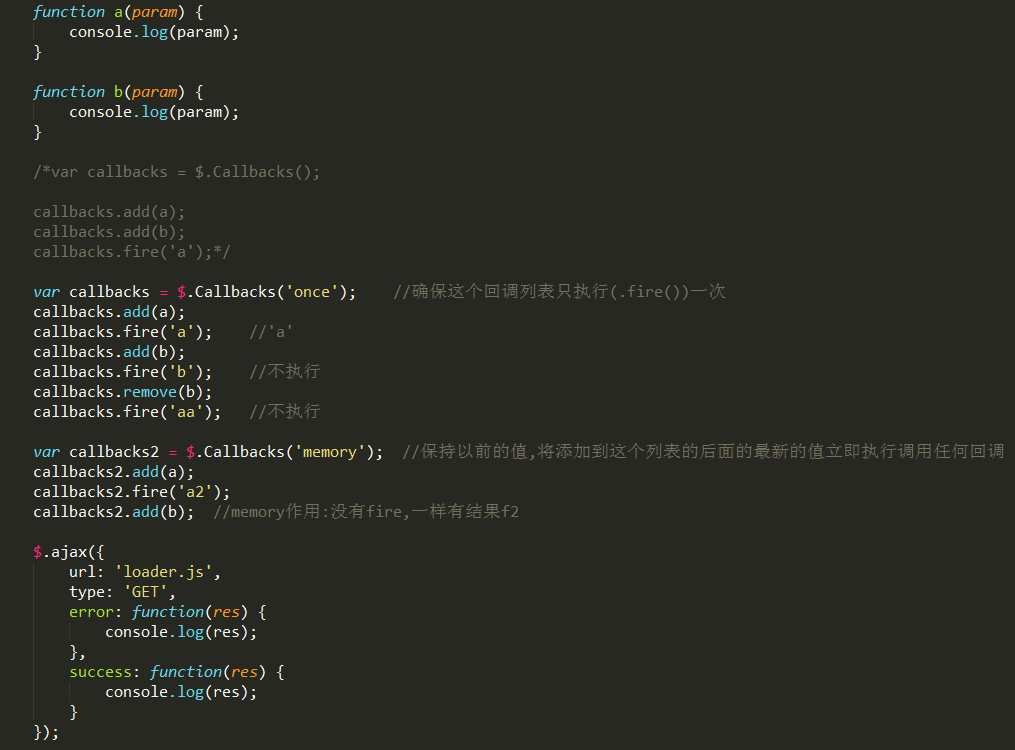 function a(param) {
    console.log(param);
}
function b(param) {
    console.log(param);
}
/*var callbacks = $.Callbacks();
callbacks.add(a);
callbacks.add(b);
callbacks.fire('a');*/
var callbacks = $.Callbacks('once');    //确保这个回调列表只执行(.fire())一次
callbacks.add(a);
callbacks.fire('a');    //'a'
callbacks.add(b);
callbacks.fire('b');    //不执行
callbacks.remove(b);
callbacks.fire('aa');   //不执行
var callbacks2 = $.Callbacks('memory');  //保持以前的值,将添加到这个列表的后面的最新的值立即执行调用任何回调
callbacks2.add(a);
callbacks2.fire('a2');
callbacks2.add(b);  //memory作用:没有fire,一样有结果f2
$.ajax({
    url: 'loader.js',
    type: 'GET',
    error: function(res) {
        console.log(res);
    },
    success: function(res) {
        console.log(res);
    }
});